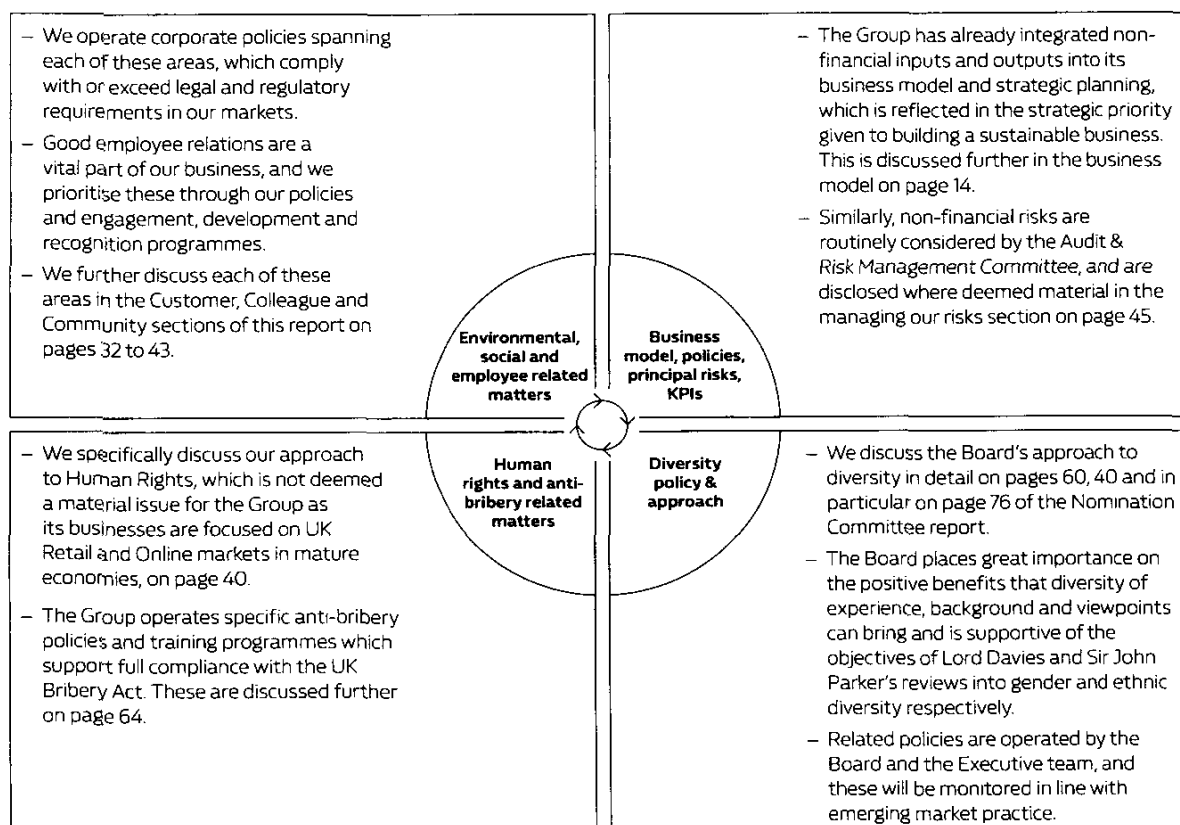 – We operate corporate policies spanning
each of these areas, which comply
with or exceed legal and regulatory
requirements in our markets.
– Good employee relations are a
vital part of our business, and we
prioritise these through our policies
and engagement, development and
recognition programmes.
– We further discuss each of these
areas in the Customer, Colleague and
Community sections of this report on
pages 32 to 43.
Environmental,
social and
employee related
matters
– The Group has already integrated non-
financial inputs and outputs into its
business model and strategic planning,
which is reflected in the strategic priority
given to building a sustainable business.
This is discussed further in the business
model on page 14.
– Similarly, non-financial risks are
routinely considered by the Audit &
Risk Management Committee, and are
disclosed where deemed material in the
managing our risks section on page 45.
Business
model, policies,
principal risks,
KPIs
– We specifically discuss our approach
to Human Rights, which is not deemed
a material issue for the Group as
its businesses are focused on UK
Retail and Online markets in mature
economies, on page 40.
– The Group operates specific anti-bribery
policies and training programmes which
support full compliance with the UK
Bribery Act. These are discussed further
on page 64.
Human
rights and anti-
bribery related
matters
Diversity
policy &
approach
– We discuss the Board's approach to
diversity in detail on pages 60, 40 and in
particular on page 76 of the Nomination
Committee report.
– The Board places great importance on
the positive benefits that diversity of
experience, background and viewpoints
can bring and is supportive of the
objectives of Lord Davies and Sir John
Parker's reviews into gender and ethnic
diversity respectively.
– Related policies are operated by the
Board and the Executive team, and
these will be monitored in line with
emerging market practice.